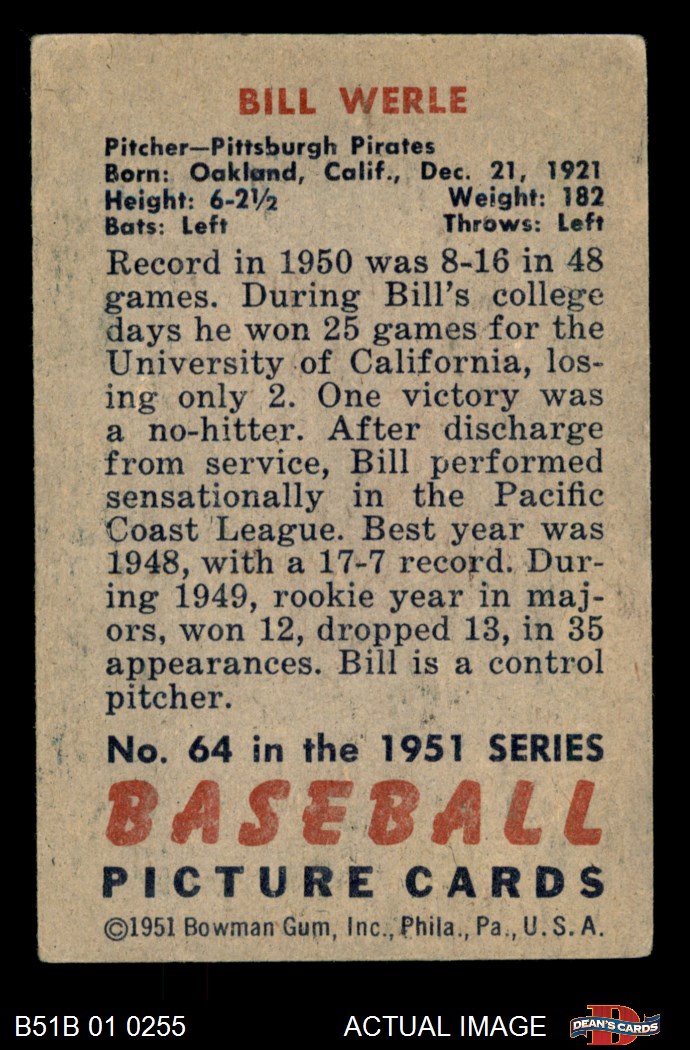 BILL WERLE
Pitcher—Pittsburgh Pirates
Born: Oakland, Calif., Dec. 21, 1921
Height: 6-2½ Weight: 182
Bats: Left Throws: Left
Record in 1950 was 8-16 in 48
games. During Bill's college
days he won 25 games for the
University of California, los-
ing only 2. One victory was
a no-hitter. After discharge
from service, Bill performed
sensationally in the Pacific
Coast League. Best year was
1948, with a 17-7 record. Dur-
ing 1949, rookie year in maj-
ors, won 12, dropped 13, in 35
appearances. Bill is a control
pitcher.
No. 64 in the 1951 SERIES
BASEBALL
PICTURE CARDS
©1951 Bowman Gum, Inc., Phila., Pa., U.S.A.
B51B 01 0255 ACTUAL IMAGE D DEAN'S CARDS